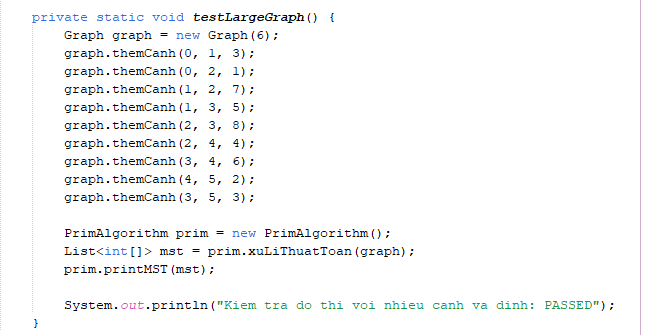 private static void testLargeGraph() {
Graph graph = new Graph(6);
graph.themCanh(0, 1, 3);
graph.themCanh(0, 2, 1);
graph.themCanh(1, 2, 7);
graph.themCanh(1, 3, 5);
graph.themCanh(2, 3, 8);
graph.themCanh(2, 4, 4);
graph.themCanh(3, 4, 6);
graph.themCanh(4, 5, 2);
graph.themCanh(3, 5, 3);
PrimAlgorithm prim = new PrimAlgorithm();
List<int[]> mst = prim.xuLiThuatToan(graph);
prim.printMST(mst);
System.out.println("Kiem tra do thi voi nhieu canh va dinh: PASSED");
}